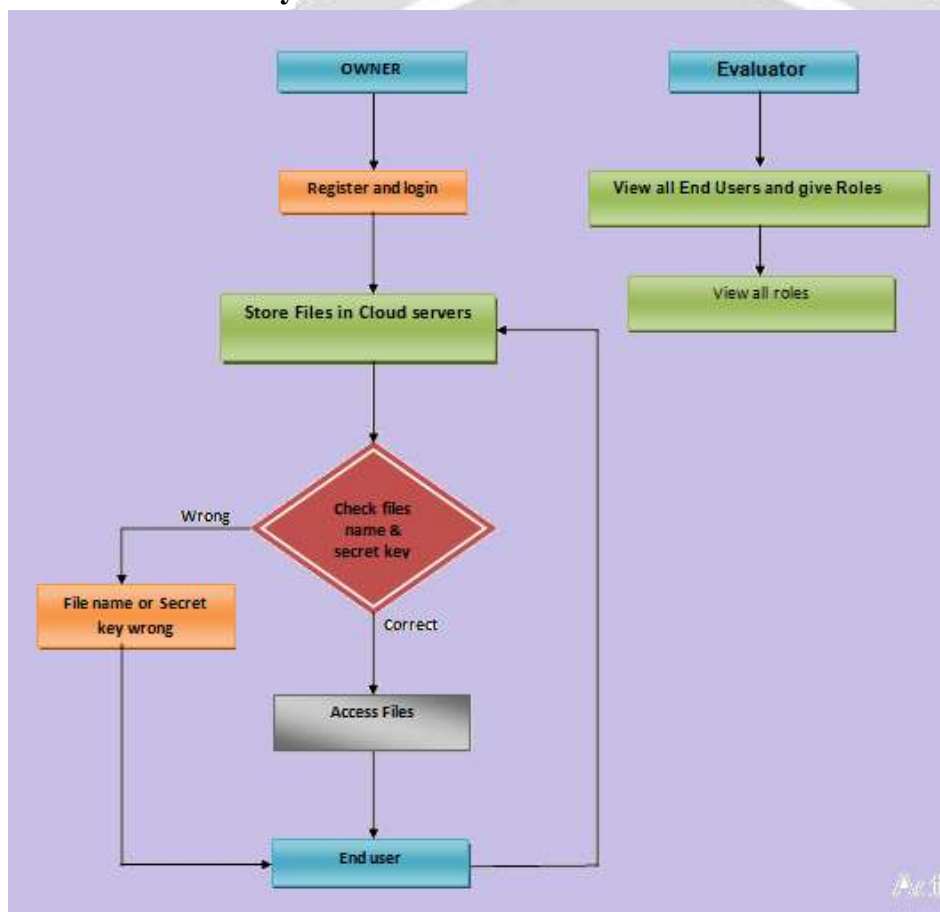 OWNER
Evaluator
Register and login
View all End Users and give Roles
Store Files in Cloud servers
View all roles
Check files
name &
secret key
Wrong
File name or Secret
key wrong
Correct
Access Files
End user